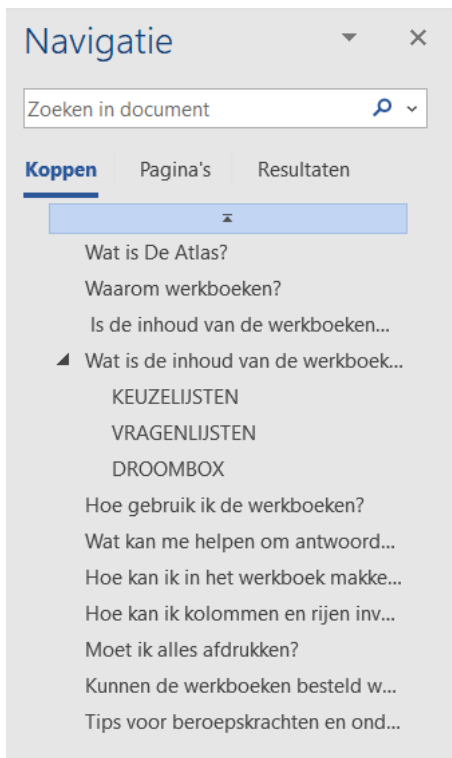 Navigatie
Zoeken in document
Koppen Pagina's Resultaten
Wat is De Atlas?
Waarom werkboeken?
Is de inhoud van de werkboeken...
Wat is de inhoud van de werkboek...
KEUZELIJSTEN
VRAGENLIJSTEN
DROOMBOX
Hoe gebruik ik de werkboeken?
Wat kan me helpen om antwoord...
Hoe kan ik in het werkboek makke...
Hoe kan ik kolommen en rijen inv...
Moet ik alles afdrukken?
Kunnen de werkboeken besteld w...
Tips voor beroepskrachten en ond...